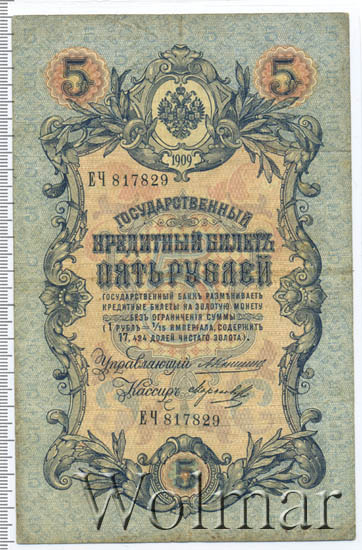 5 5
1909
ЕЧ 817829
ГОСУДАРСТВЕННЫЙ
КРЕДИТНЫЙ БИЛЕТЪ
ПЯТЬ РУБЛЕЙ
ГОСУДАРСТВЕННЫЙ БАНКЪ РАЗМѢНИВАЕТЪ
КРЕДИТНЫЕ БИЛЕТЫ НА ЗОЛОТУЮ МОНЕТУ
БЕЗЪ ОГРАНИЧЕНІЯ СУММЫ
(1 РУБЛЬ = 1/15 ИМПЕРІАЛА, СОДЕРЖИТЪ
17,424 ДОЛЕЙ ЧИСТАГО ЗОЛОТА).
Управляющій
Кассиръ
ЕЧ 817829
5
Wolmar